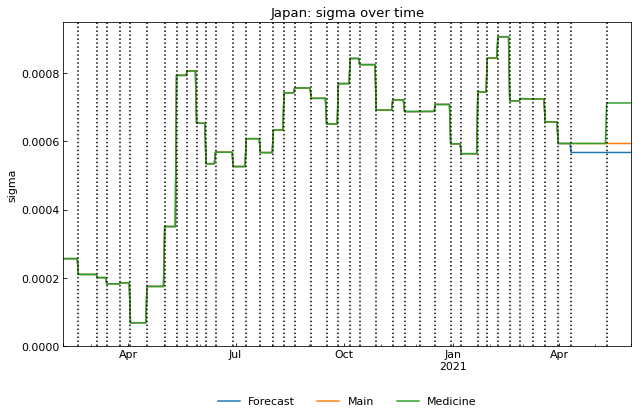 Japan: sigma over time
0.0008
0.0006
0.0004
0.0002
0.0000
sigma
Apr Jul Oct Jan Apr
2021
Forecast Main Medicine